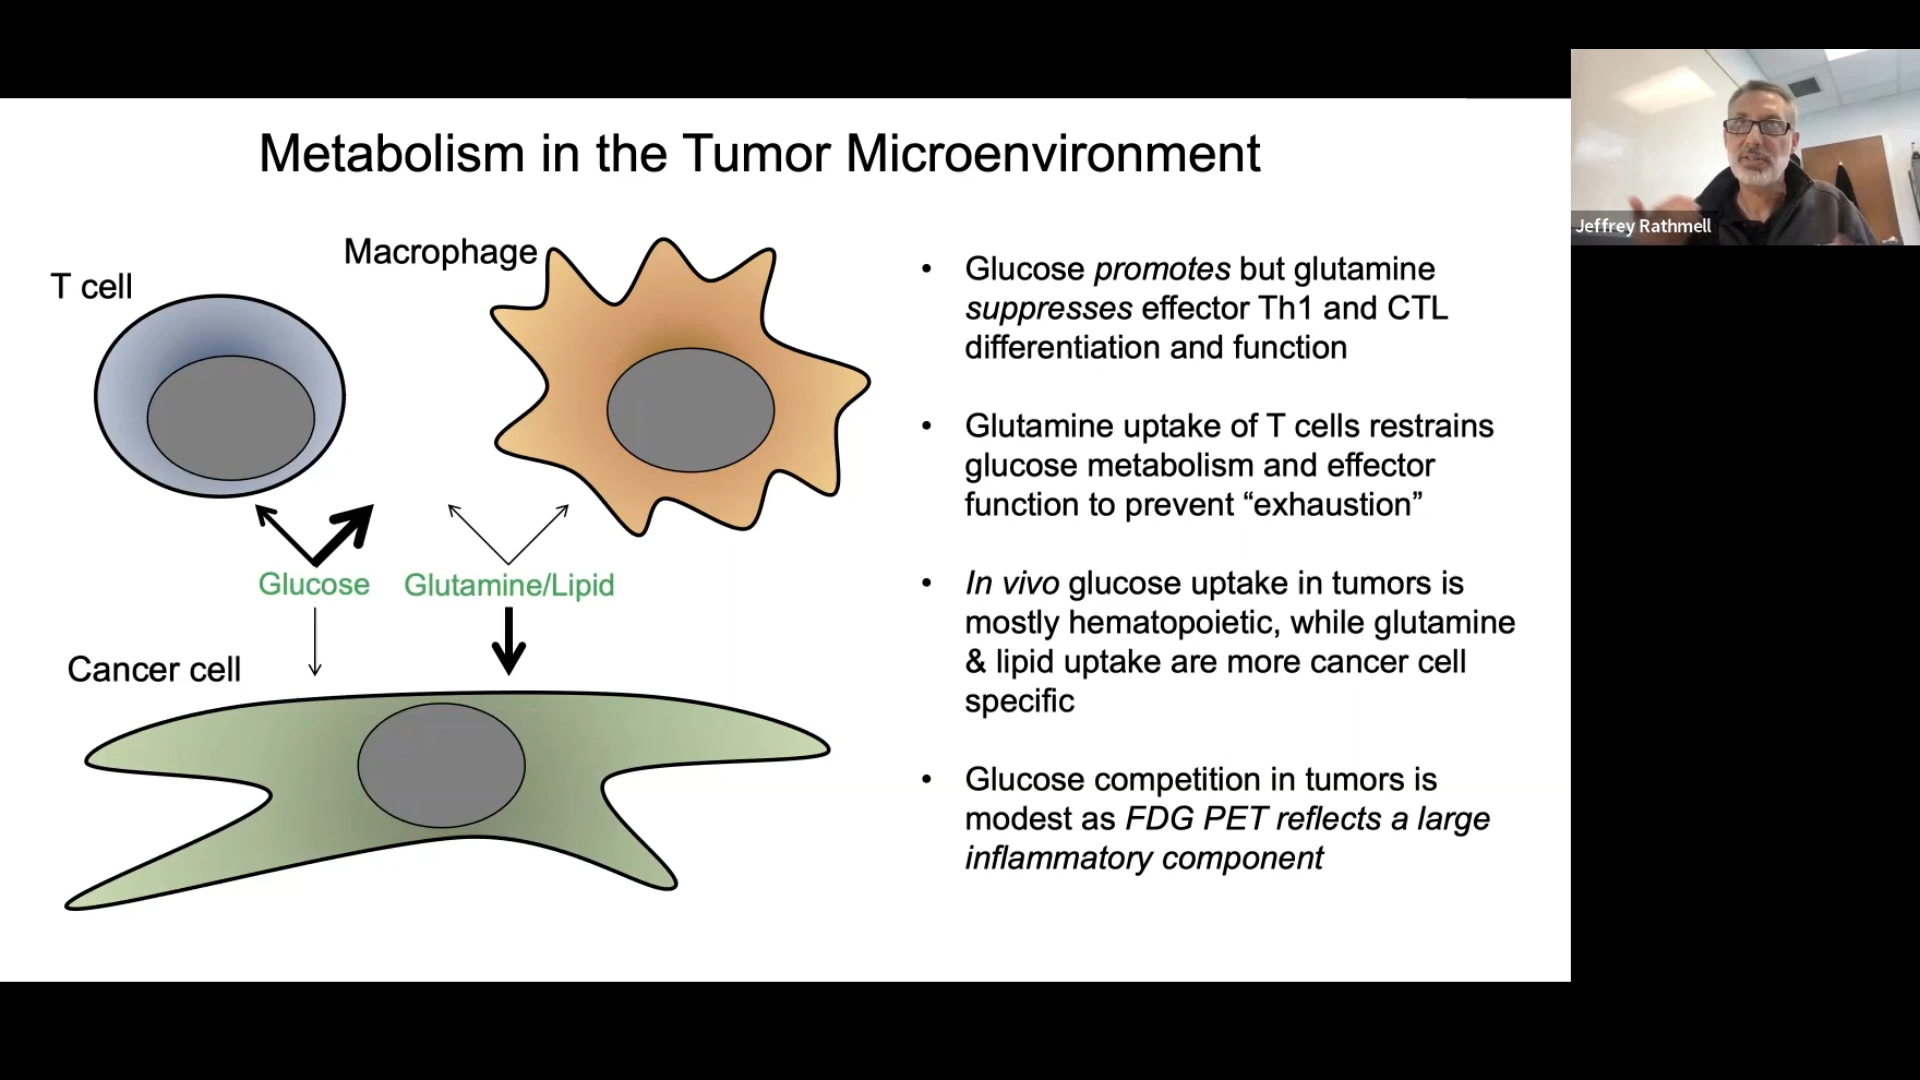 Metabolism in the Tumor Microenvironment
Macrophage
T cell
Glucose
Glutamine/Lipid
Cancer cell
• Glucose promotes but glutamine
suppresses effector Th1 and CTL
differentiation and function
• Glutamine uptake of T cells restrains
glucose metabolism and effector
function to prevent “exhaustion”
• In vivo glucose uptake in tumors is
mostly hematopoietic, while glutamine
& lipid uptake are more cancer cell
specific
• Glucose competition in tumors is
modest as FDG PET reflects a large
inflammatory component
Jeffrey Rathmell